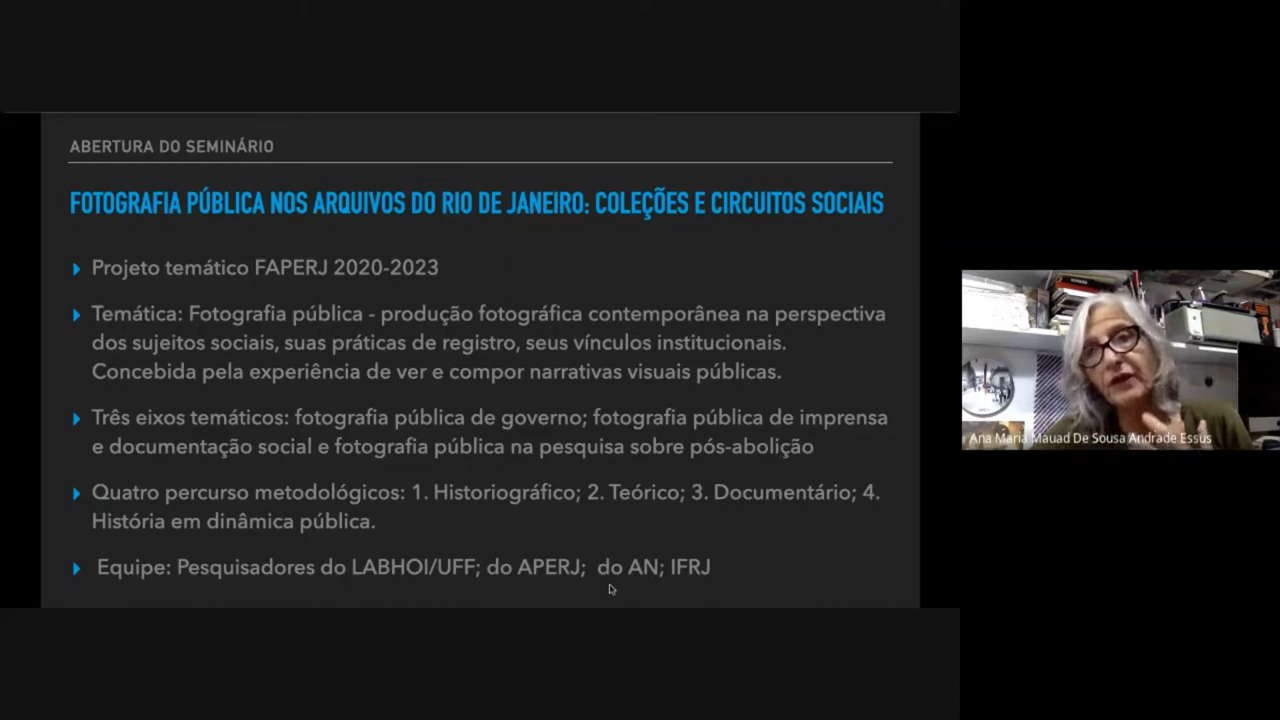 ABERTURA DO SEMINÁRIO
FOTOGRAFIA PÚBLICA NOS ARQUIVOS DO RIO DE JANEIRO: COLEÇÕES E CIRCUITOS SOCIAIS
Projeto temático FAPERJ 2020-2023
Temática: Fotografia pública - produção fotográfica contemporânea na perspectiva
dos sujeitos sociais, suas práticas de registro, seus vínculos institucionais.
Concebida pela experiência de ver e compor narrativas visuais públicas.
Três eixos temáticos: fotografia pública de governo; fotografia pública de imprensa
e documentação social e fotografia pública na pesquisa sobre pós-abolição
Quatro percurso metodológicos: 1. Historiográfico; 2. Teórico; 3. Documentário; 4.
História em dinâmica pública.
Equipe: Pesquisadores do LABHOI/UFF; do APERJ; do AN; IFRJ
Ana Maria Mauad De Sousa Andrade Essus